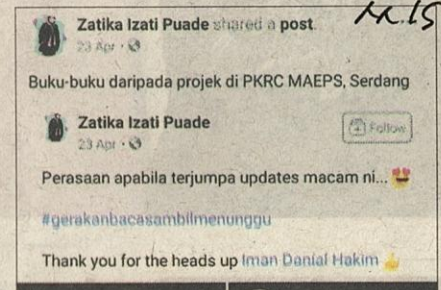 M.15
Zatika Izati Puade shared a post.
23 Apr ·
Buku-buku daripada projek di PKRC MAEPS, Serdang
Zatika Izati Puade
Follow
23 Apr ·
Perasaan apabila terjumpa updates macam ni... 😍
#gerakanbacasambilmenunggu
Thank you for the heads up Iman Danial Hakim 👍